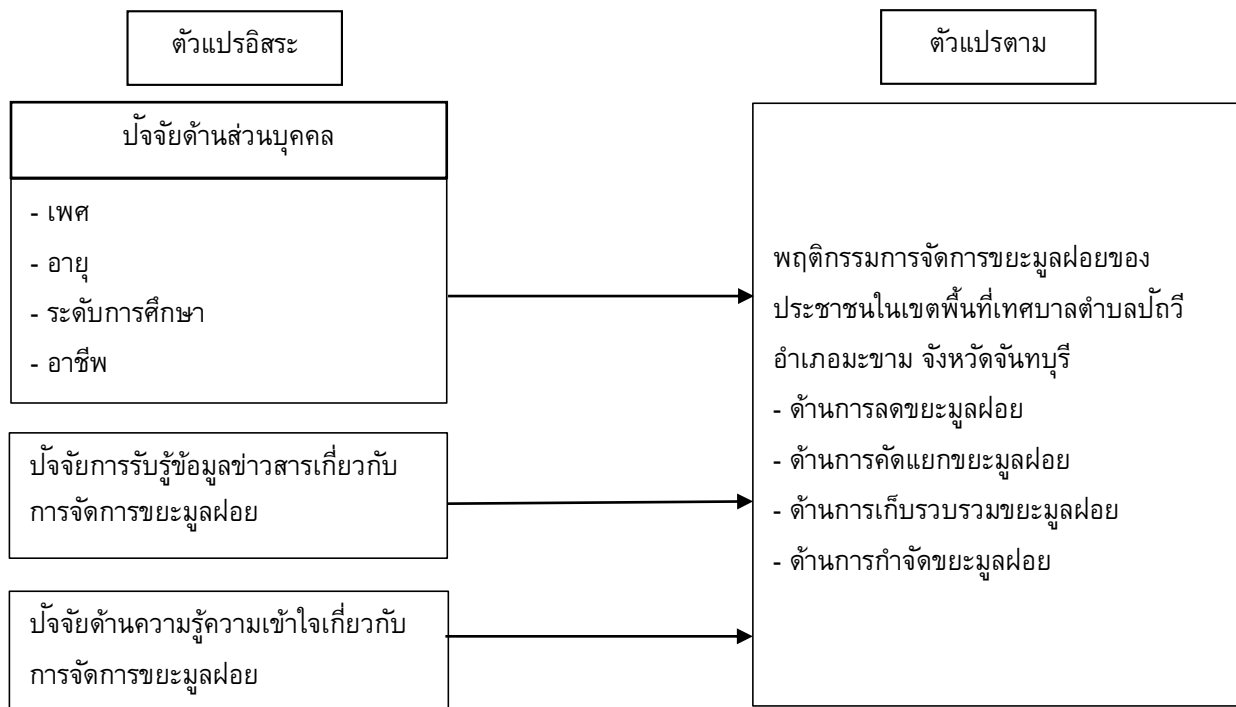 ตัวแปรอิสระ
ตัวแปรตาม
ปัจจัยด้านส่วนบุคคล
- เพศ
- อายุ
- ระดับการศึกษา
- อาชีพ
ปัจจัยการรับรู้ข้อมูลข่าวสารเกี่ยวกับ
การจัดการขยะมูลฝอย
ปัจจัยด้านความรู้ความเข้าใจเกี่ยวกับ
การจัดการขยะมูลฝอย
พฤติกรรมการจัดการขยะมูลฝอยของ
ประชาชนในเขตพื้นที่เทศบาลตำบลปัถวี
อำเภอมะขาม จังหวัดจันทบุรี
- ด้านการลดขยะมูลฝอย
- ด้านการคัดแยกขยะมูลฝอย
- ด้านการเก็บรวบรวมขยะมูลฝอย
- ด้านการกำจัดขยะมูลฝอย